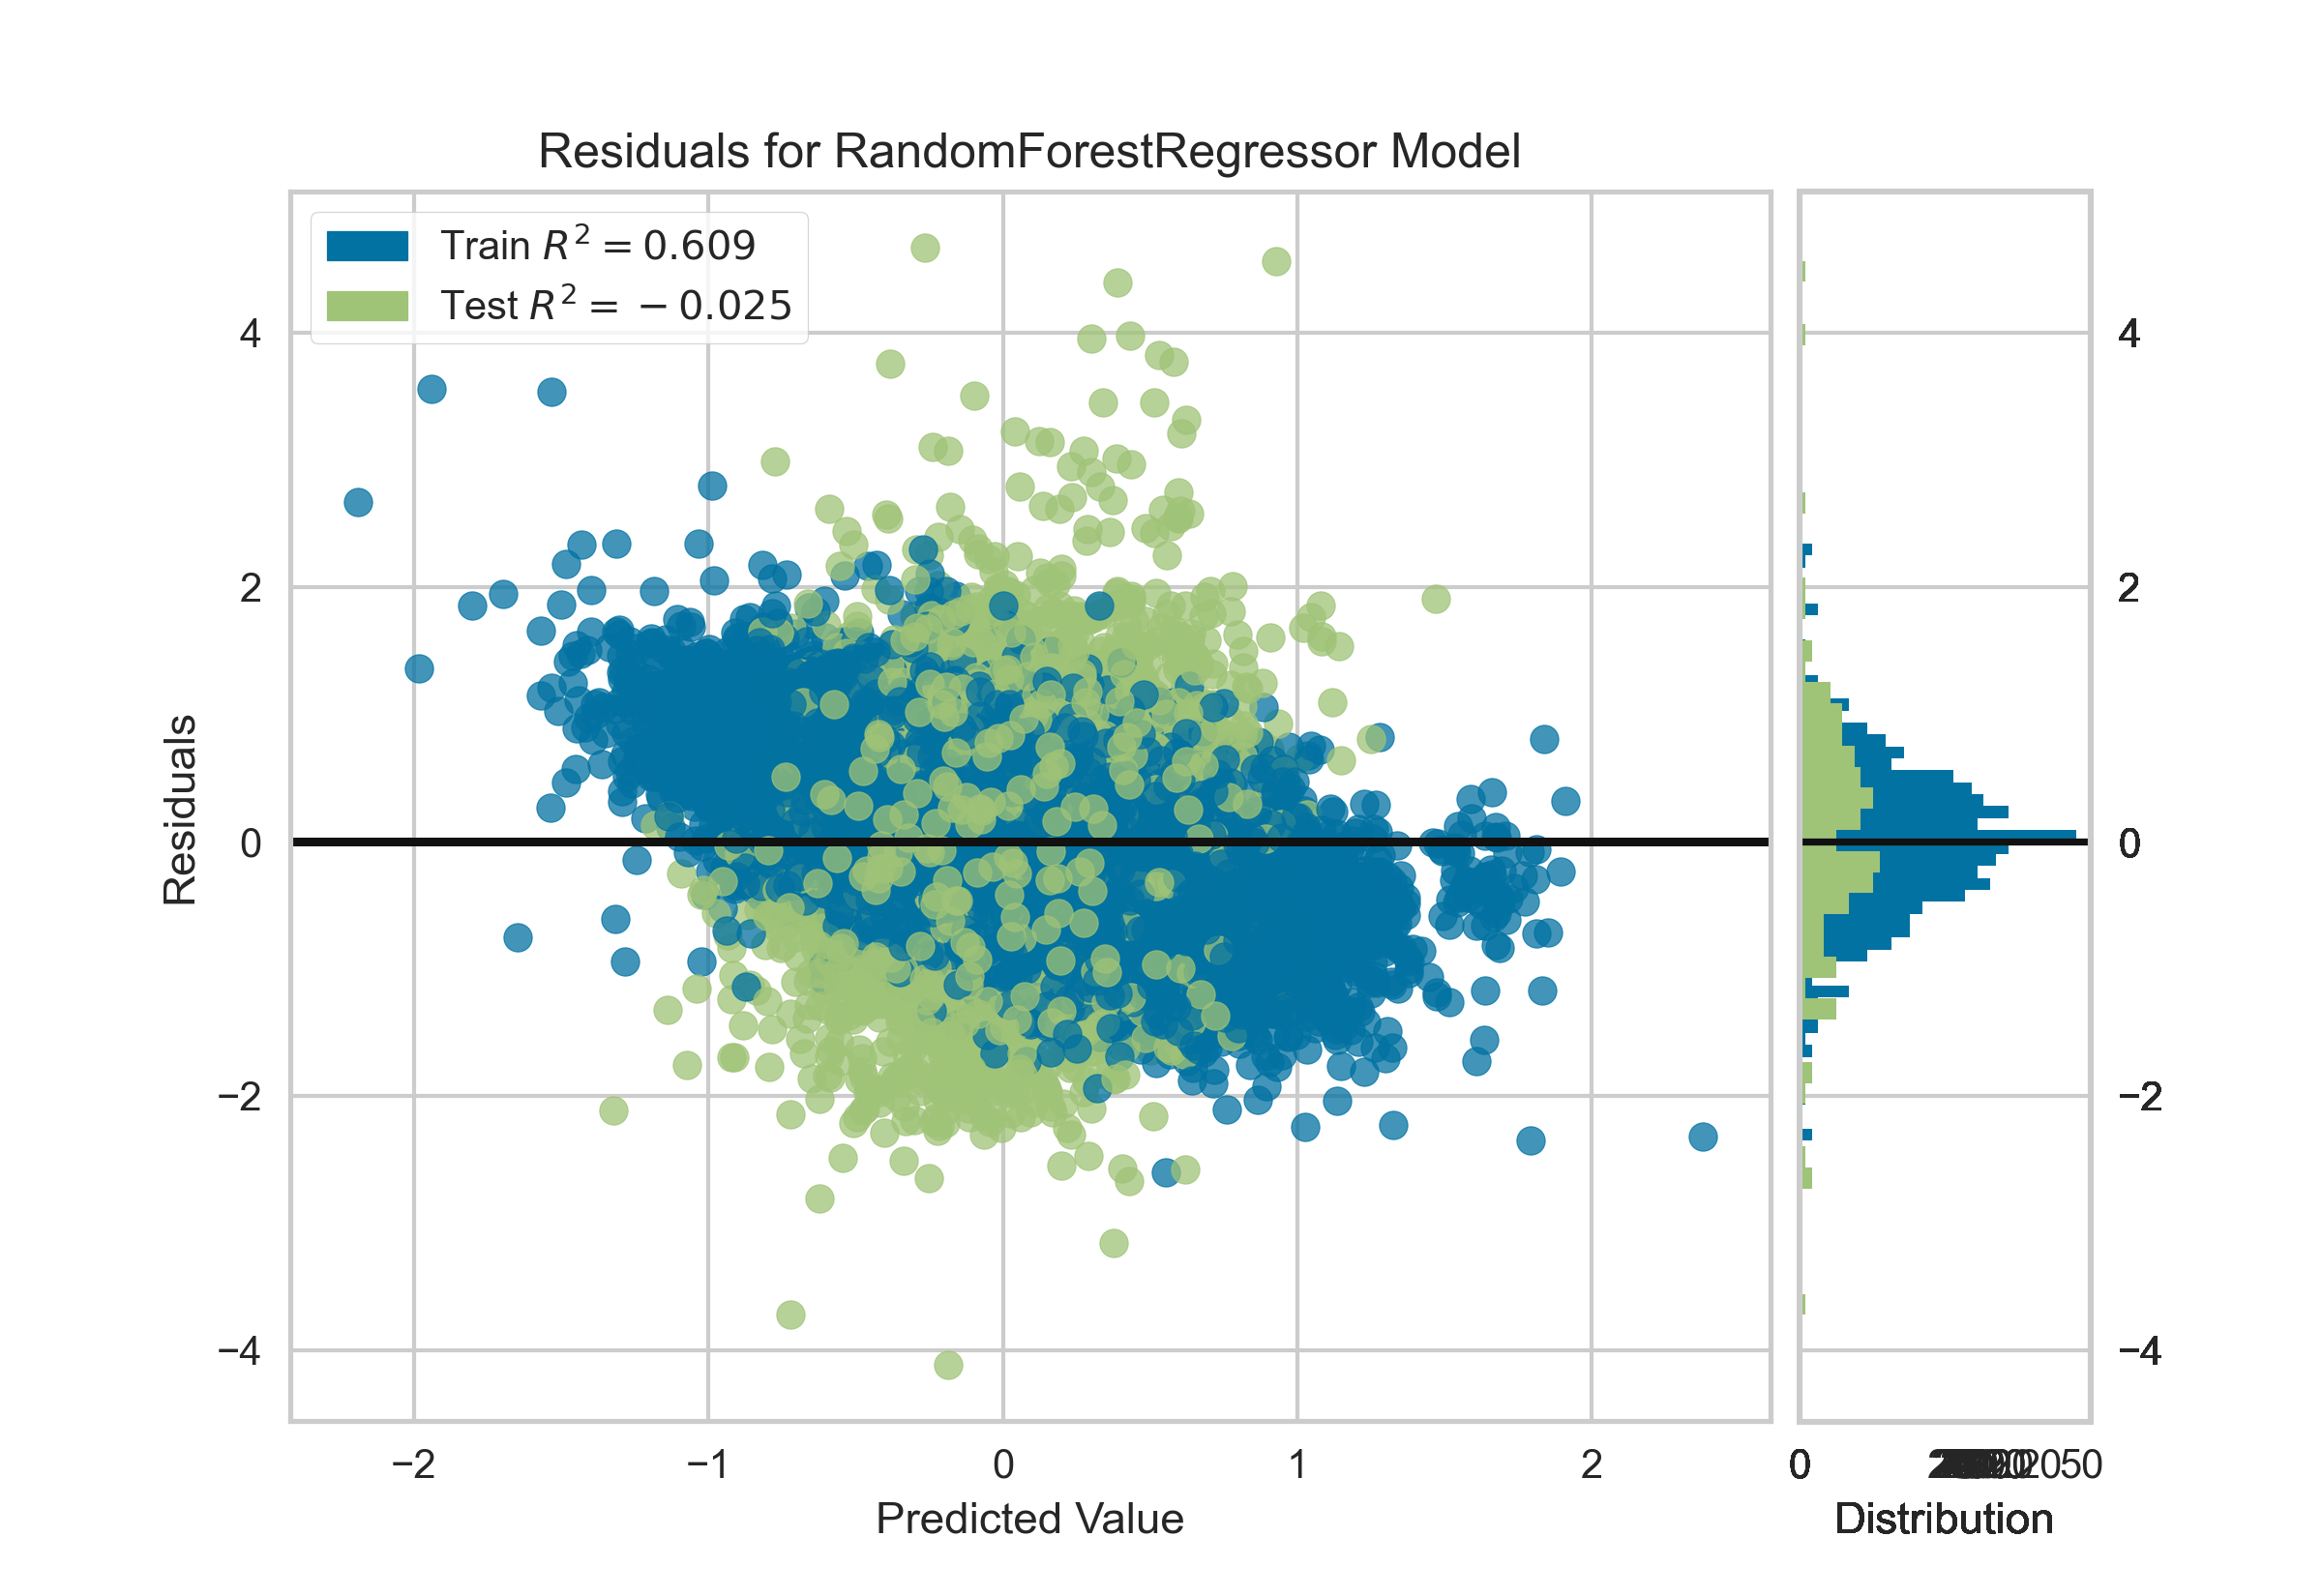 Residuals for RandomForestRegressor Model
Train R² = 0.609
Test R² = −0.025
Residuals
4
2
0
−2
−4
−2
−1
0
1
2
Predicted Value
4
2
0
−2
−4
0
50
Distribution